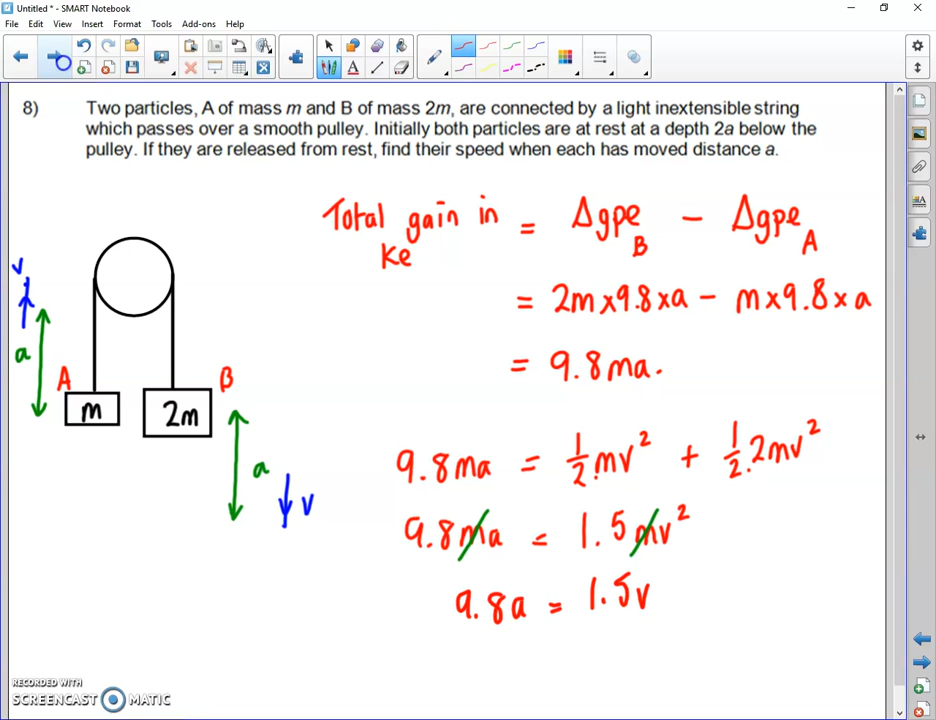 Untitled * - SMART Notebook
File Edit View Insert Format Tools Add-ons Help
8) Two particles, A of mass m and B of mass 2m, are connected by a light inextensible string
which passes over a smooth pulley. Initially both particles are at rest at a depth 2a below the
pulley. If they are released from rest, find their speed when each has moved distance a.
Total gain in = Δgpe − Δgpe
Ke B A
= 2m×9.8×a − m×9.8×a
= 9.8ma.
v
a
A B
m 2m
a
v
9.8ma = 1/2 mv² + 1/2 . 2mv²
9.8ma = 1.5mv²
9.8a = 1.5v
RECORDED WITH
SCREENCAST MATIC